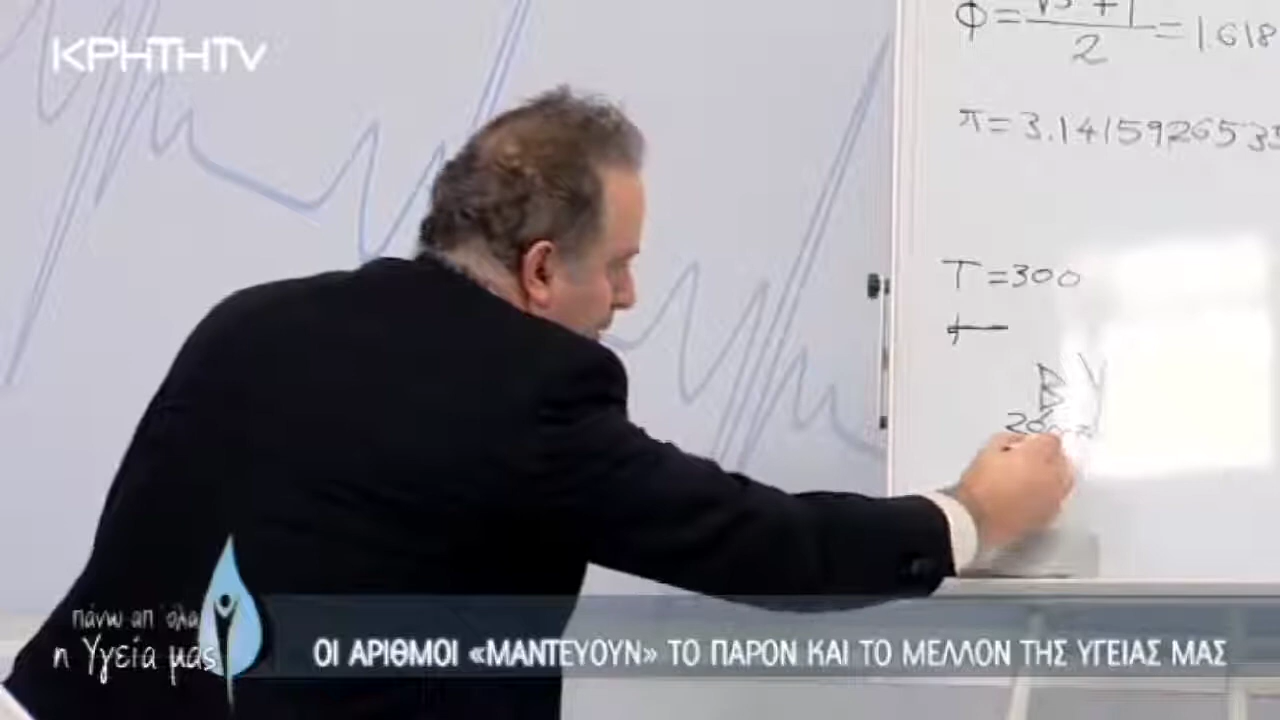 ΚΡΗΤΗTV
Φ = √5 + 1 / 2 = 1.618
π = 3.1415926535
T = 300
πάνω απ' όλα
η Υγεία μας
ΟΙ ΑΡΙΘΜΟΙ «ΜΑΝΤΕΥΟΥΝ» ΤΟ ΠΑΡΟΝ ΚΑΙ ΤΟ ΜΕΛΛΟΝ ΤΗΣ ΥΓΕΙΑΣ ΜΑΣ